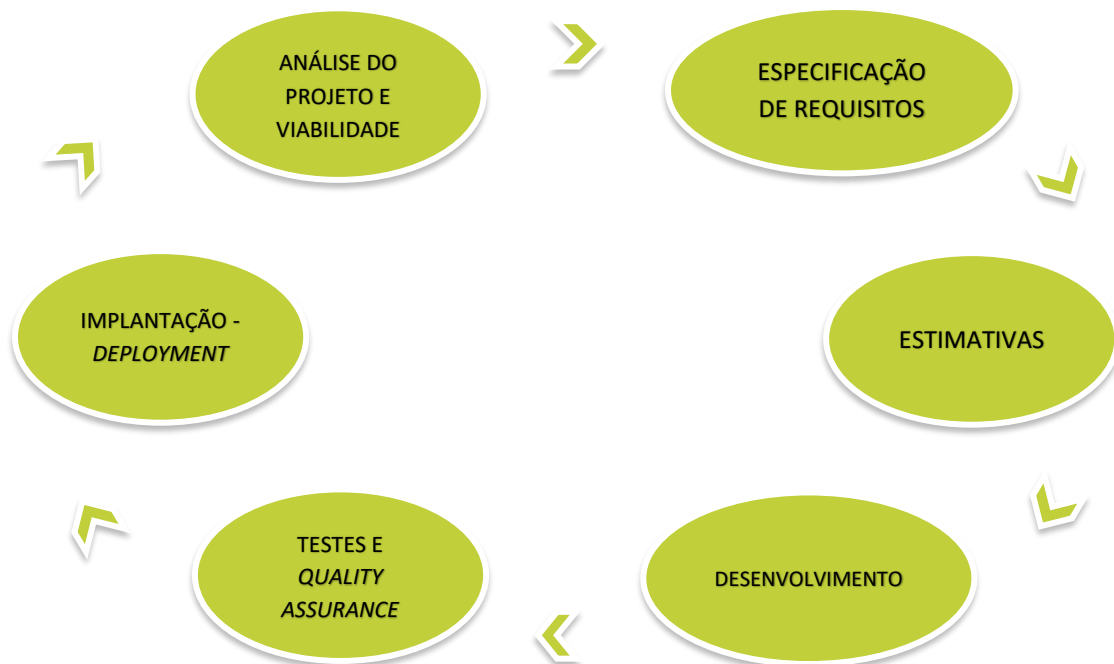 ANÁLISE DO
PROJETO E
VIABILIDADE
ESPECIFICAÇÃO
DE REQUISITOS
ESTIMATIVAS
DESENVOLVIMENTO
TESTES E
QUALITY
ASSURANCE
IMPLANTAÇÃO -
DEPLOYMENT